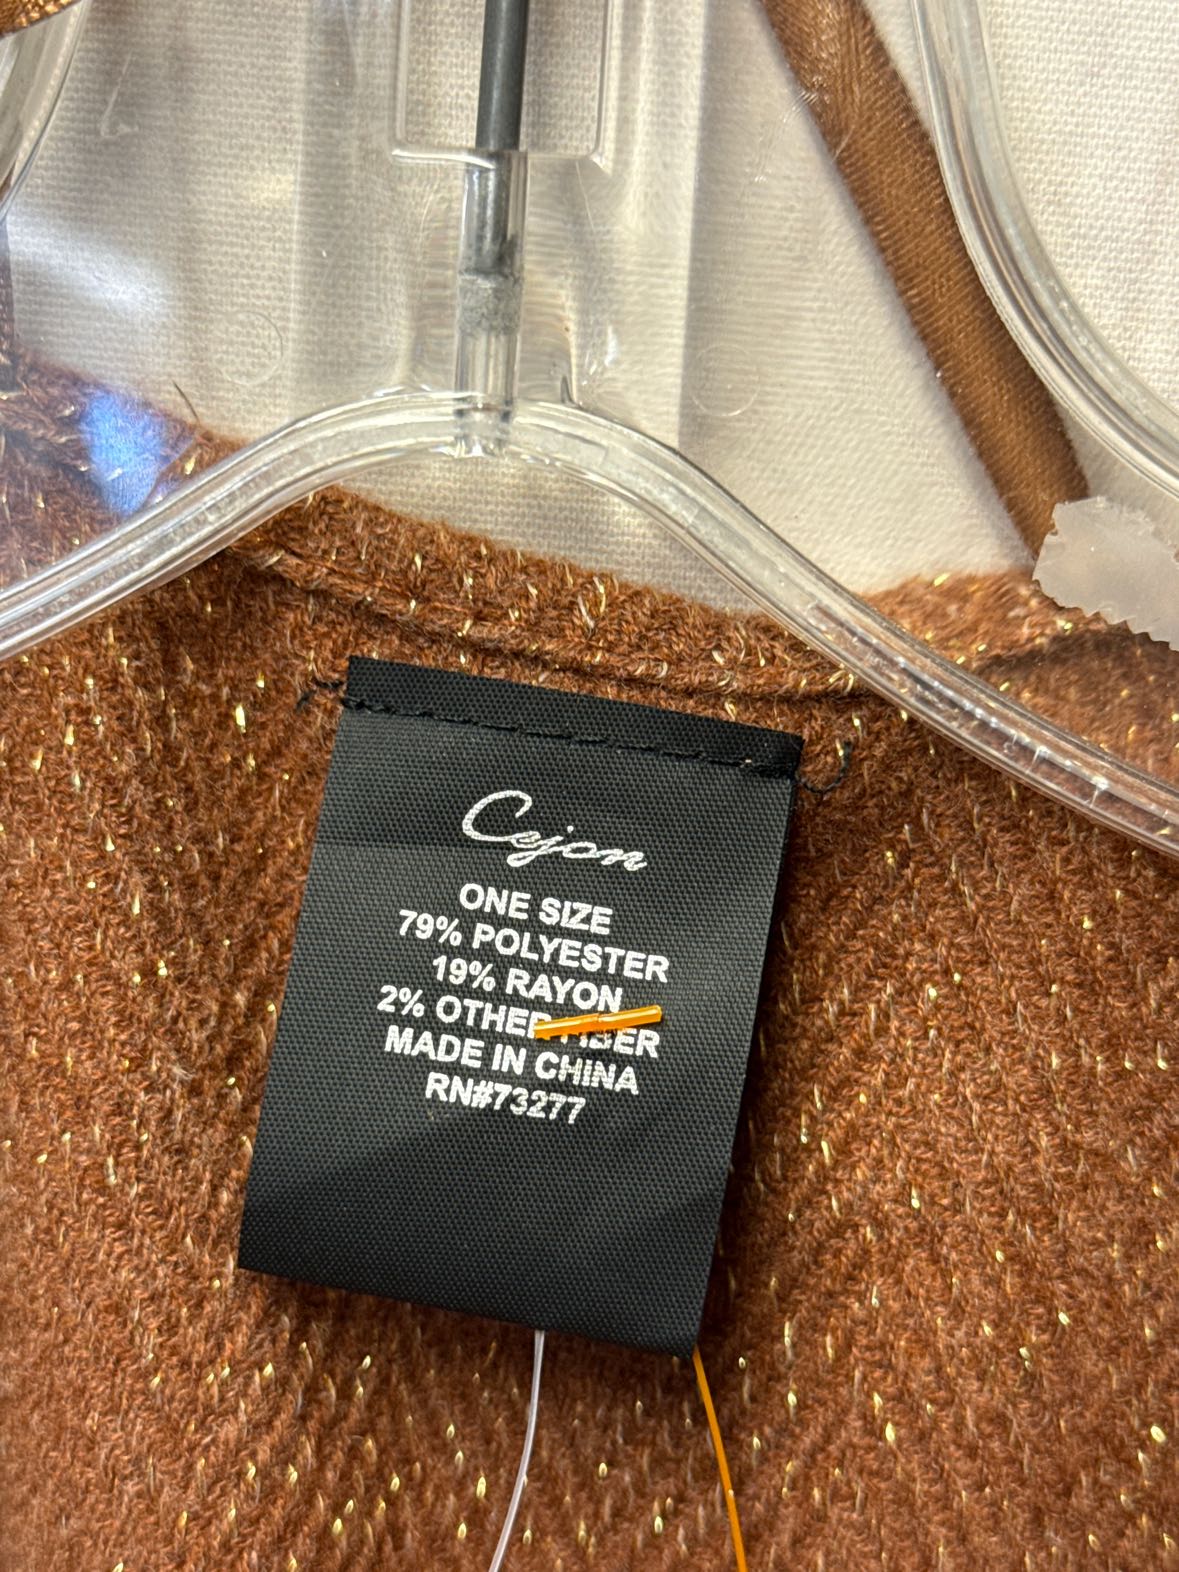 Cejon
ONE SIZE
79% POLYESTER
19% RAYON
2% OTHER FIBER
MADE IN CHINA
RN#73277